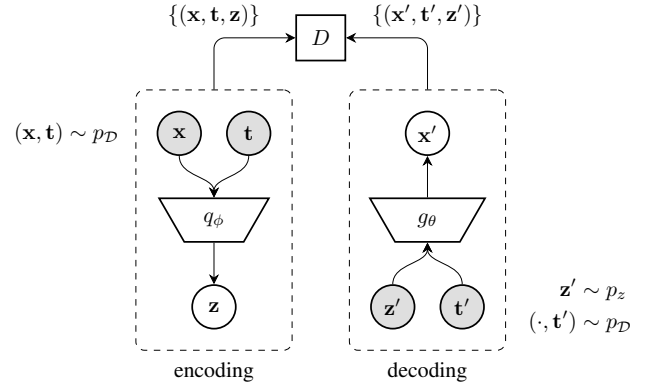 {(x, t, z)} D {(x′, t′, z′)}
(x, t) ∼ p_𝒟 x t x′
q_ϕ g_θ
z z′ t′
z′ ∼ p_z
(·, t′) ∼ p_𝒟
encoding decoding